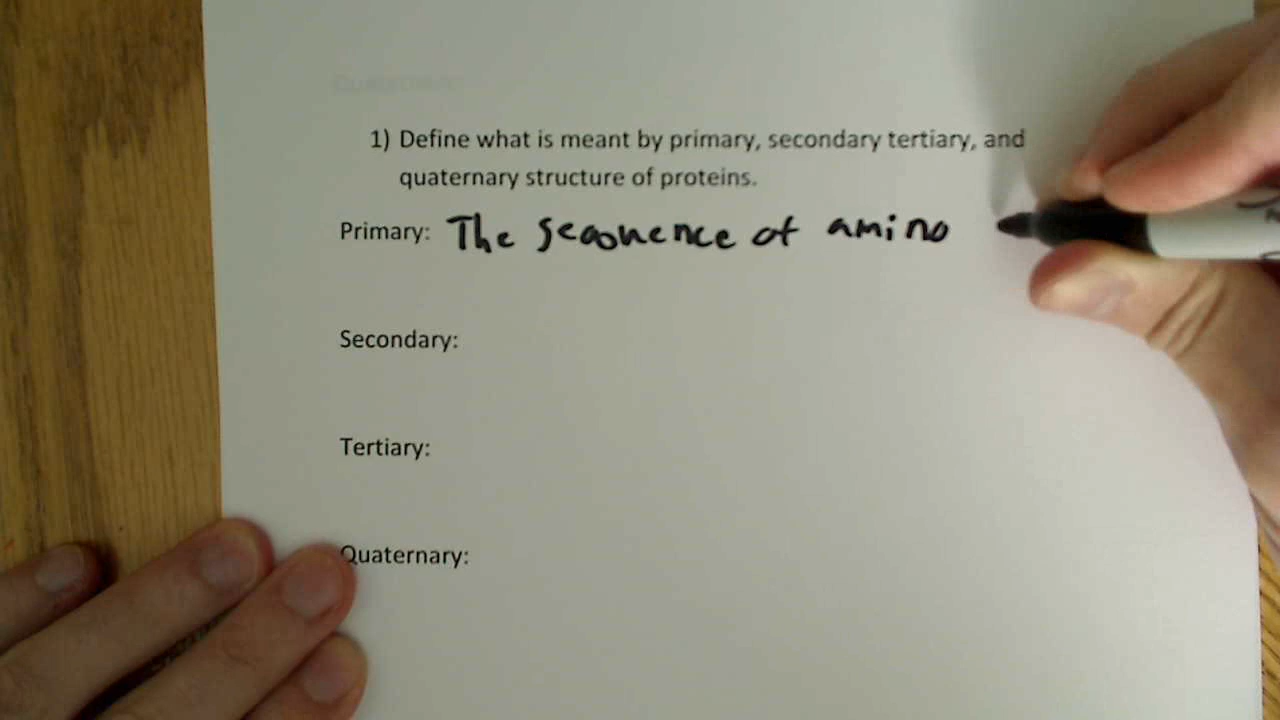 1) Define what is meant by primary, secondary tertiary, and
quaternary structure of proteins.
Primary: The seqouence of amino
Secondary:
Tertiary:
Quaternary: